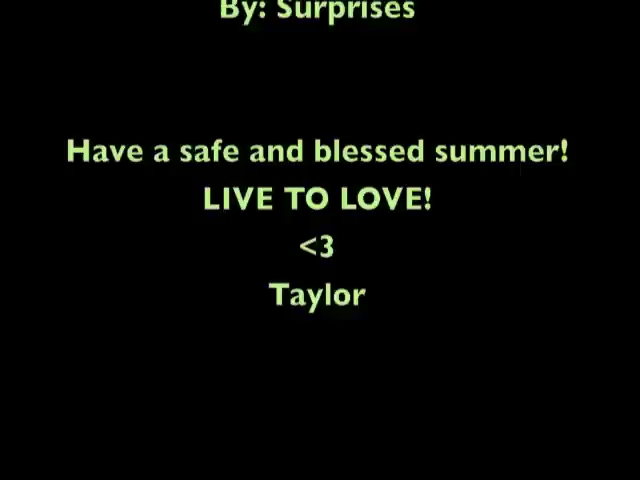 By: Surprises
Have a safe and blessed summer!
LIVE TO LOVE!
<3
Taylor